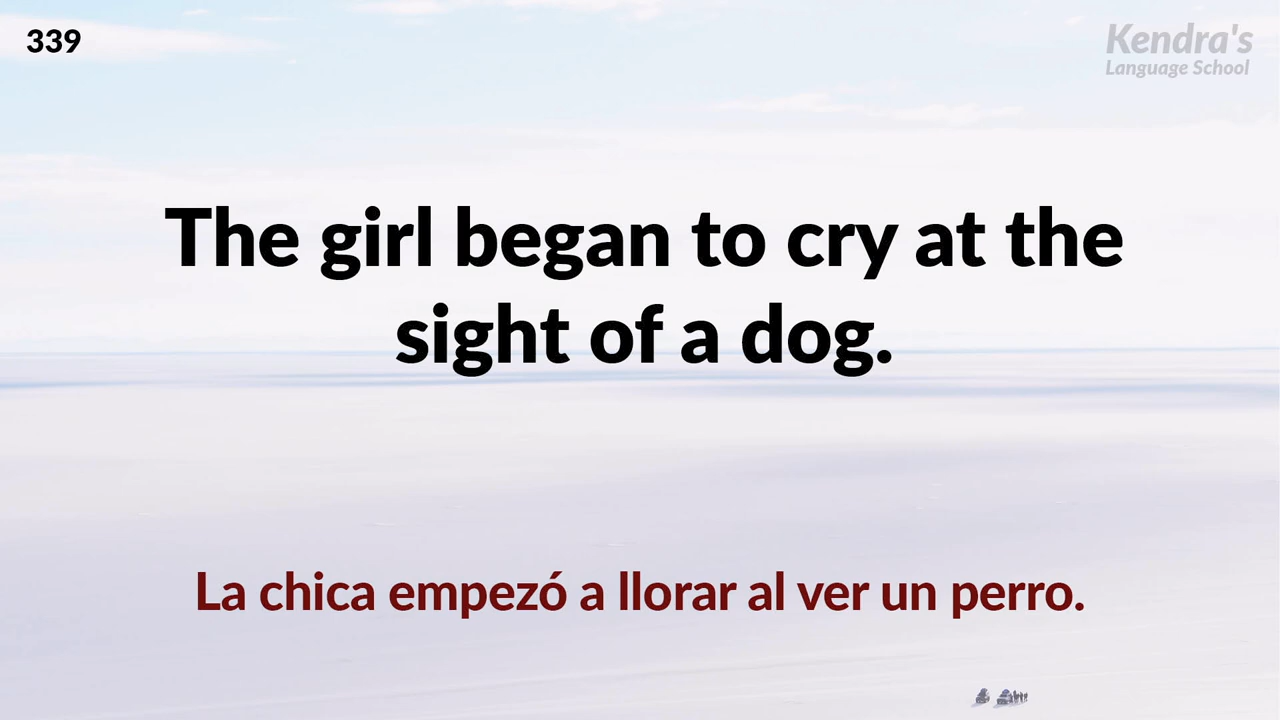 339
Kendra's
Language School
The girl began to cry at the
sight of a dog.
La chica empezó a llorar al ver un perro.